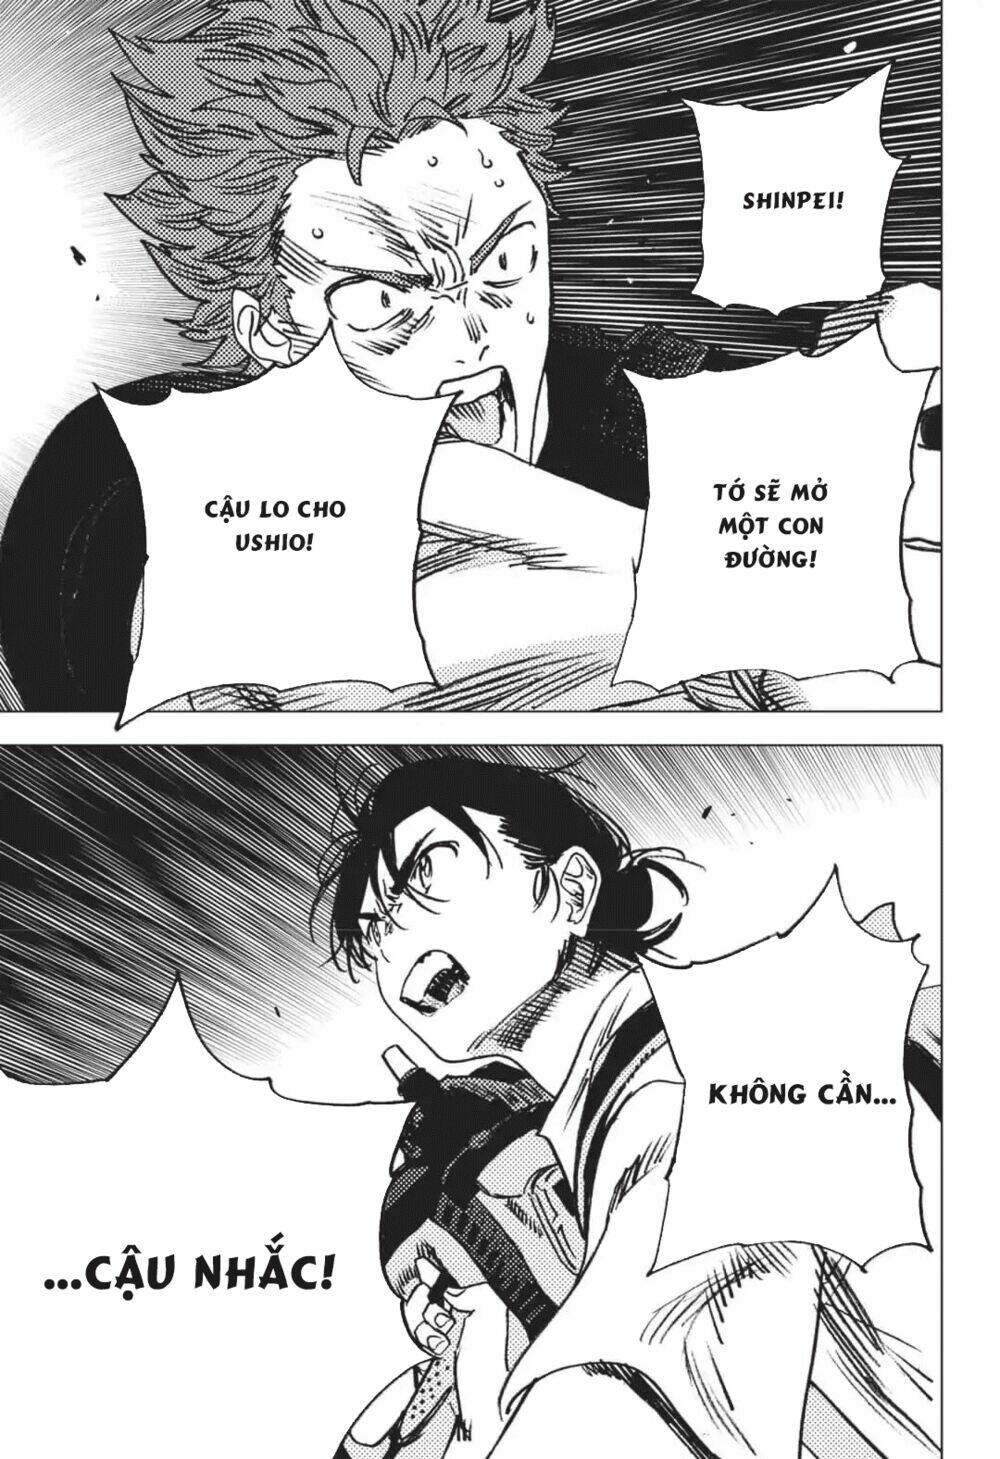 SHINPEI!
TỚ SẼ MỞ
MỘT CON
ĐƯỜNG!
CẬU LO CHO
USHIO!
KHÔNG CẦN...
...CẬU NHẮC!